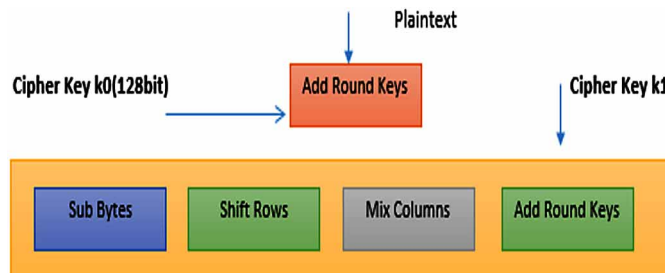 Plaintext
Cipher Key k0(128bit)
Add Round Keys
Cipher Key k1
Sub Bytes
Shift Rows
Mix Columns
Add Round Keys